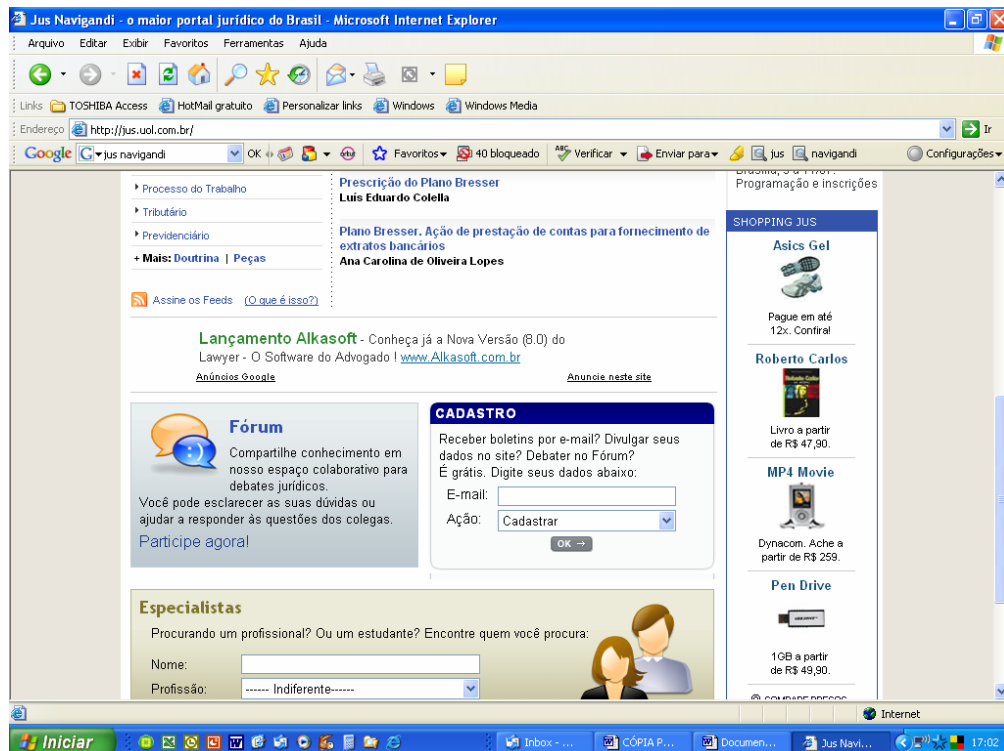 Jus Navigandi - o maior portal jurídico do Brasil - Microsoft Internet Explorer
Arquivo Editar Exibir Favoritos Ferramentas Ajuda
Links TOSHIBA Access HotMail gratuito Personalizar links Windows Windows Media
Endereço http://jus.uol.com.br/ Ir
Google G jus navigandi OK Favoritos 40 bloqueado ABC Verificar Enviar para jus navigandi Configurações
Processo do Trabalho
Tributário
Previdenciário
+ Mais: Doutrina | Peças
Assine os Feeds (O que é isso?)
Prescrição do Plano Bresser
Luís Eduardo Colella
Plano Bresser. Ação de prestação de contas para fornecimento de
extratos bancários
Ana Carolina de Oliveira Lopes
Programação e inscrições
Lançamento Alkasoft - Conheça já a Nova Versão (8.0) do
Lawyer - O Software do Advogado ! www.Alkasoft.com.br
Anúncios Google Anuncie neste site
Fórum
Compartilhe conhecimento em
nosso espaço colaborativo para
debates jurídicos.
Você pode esclarecer as suas dúvidas ou
ajudar a responder às questões dos colegas.
Participe agora!
CADASTRO
Receber boletins por e-mail? Divulgar seus
dados no site? Debater no Fórum?
É grátis. Digite seus dados abaixo:
E-mail:
Ação: Cadastrar
OK →
Especialistas
Procurando um profissional? Ou um estudante? Encontre quem você procura:
Nome:
Profissão: ------ Indiferente------
SHOPPING JUS
Asics Gel
Pague em até
12x. Confira!
Roberto Carlos
Livro a partir
de R$ 47,90.
MP4 Movie
Dynacom. Ache a
partir de R$ 259.
Pen Drive
1GB a partir
de R$ 49,90.
COMPARE PREÇOS
Internet
Iniciar Inbox - ... CÓPIA P... Documen... Jus Navi... 17:02